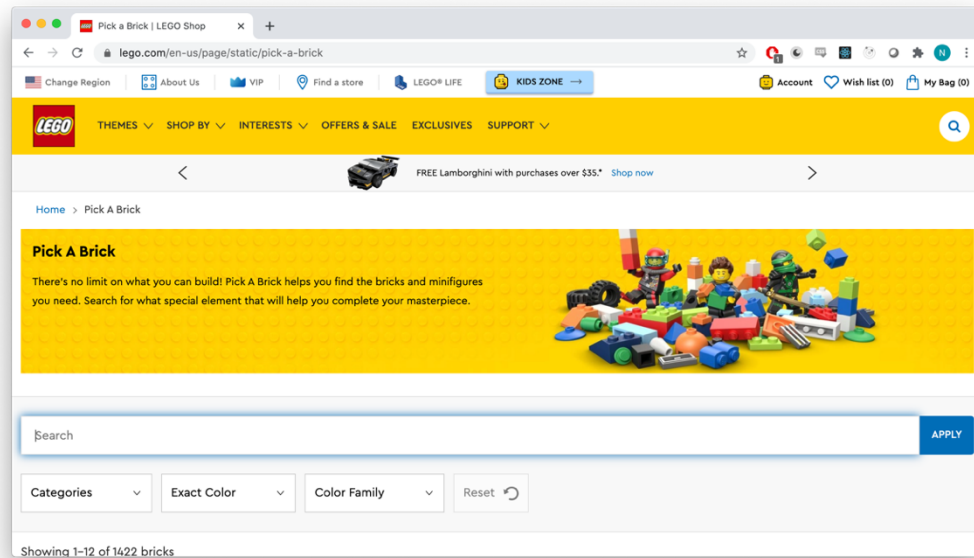 Pick a Brick | LEGO Shop
lego.com/en-us/page/static/pick-a-brick
1
N
Change Region About Us VIP Find a store LEGO® LIFE KIDS ZONE → Account Wish list (0) My Bag (0)
LEGO THEMES SHOP BY INTERESTS OFFERS & SALE EXCLUSIVES SUPPORT
FREE Lamborghini with purchases over $35.* Shop now
Home > Pick A Brick
Pick A Brick
There's no limit on what you can build! Pick A Brick helps you find the bricks and minifigures
you need. Search for what special element that will help you complete your masterpiece.
Search APPLY
Categories Exact Color Color Family Reset
Showing 1-12 of 1422 bricks